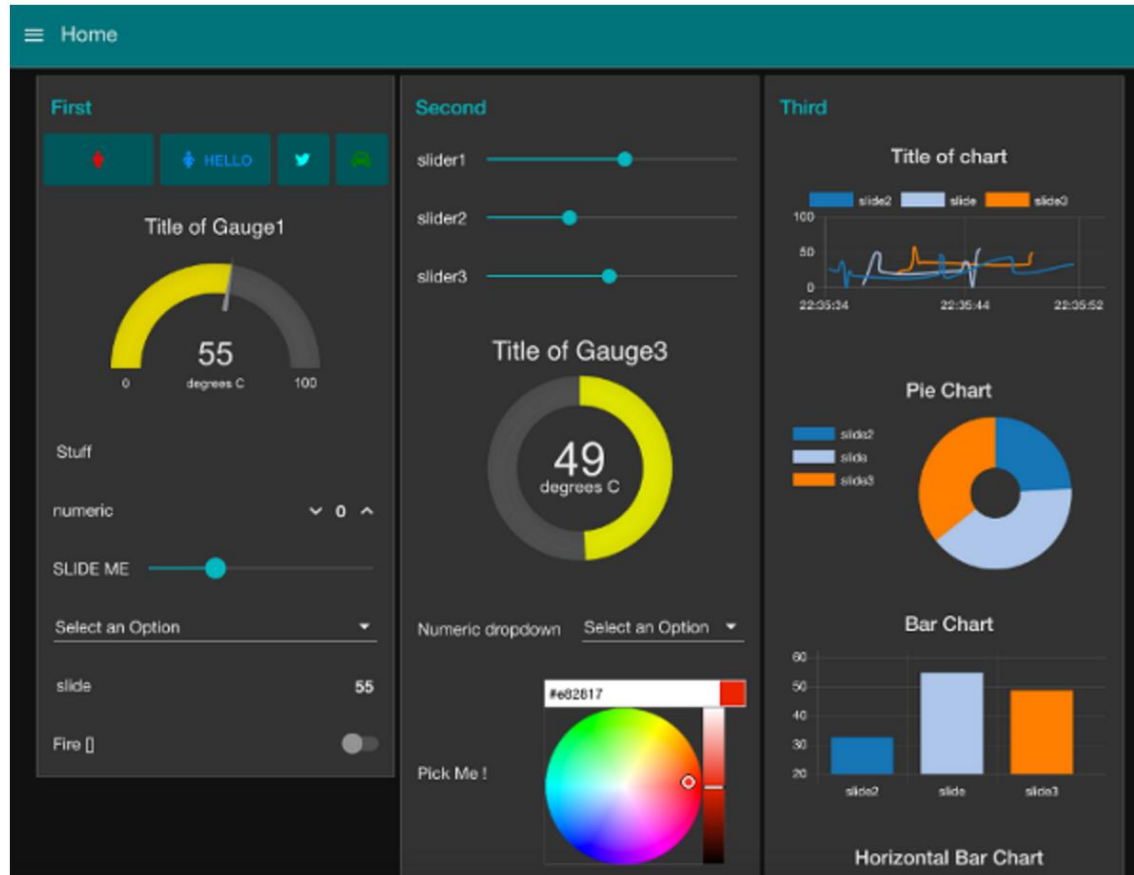 Home
First
HELLO
Title of Gauge1
55
degrees C
0
100
Stuff
numeric 0
SLIDE ME
Select an Option
slide 55
Fire []
Second
slider1
slider2
slider3
Title of Gauge3
49
degrees C
Numeric dropdown Select an Option
#e82817
Pick Me !
Third
Title of chart
slide2 slide slide3
100
50
0
22:35:34 22:35:44 22:35:52
Pie Chart
slide2
slide
slide3
Bar Chart
60
50
40
30
20
slide2 slide slide3
Horizontal Bar Chart